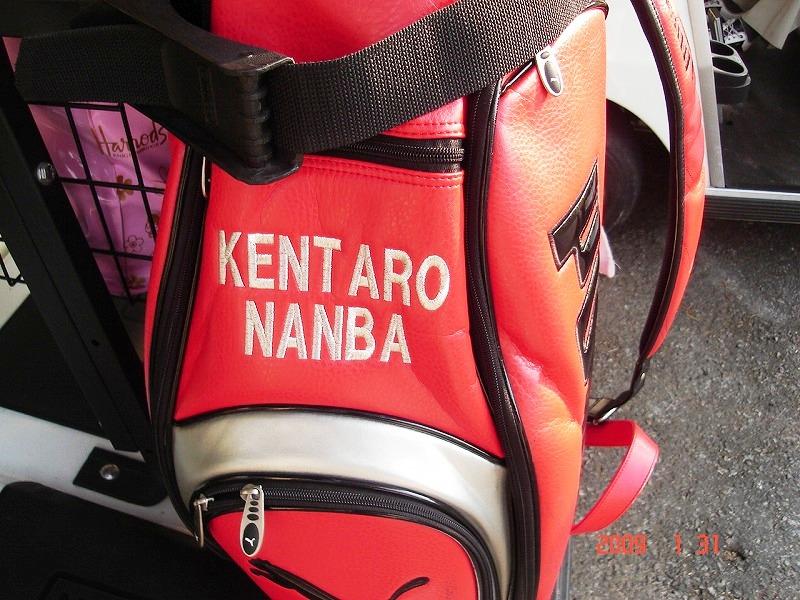 Harrods
KENTARO
NANBA
2009 1 31